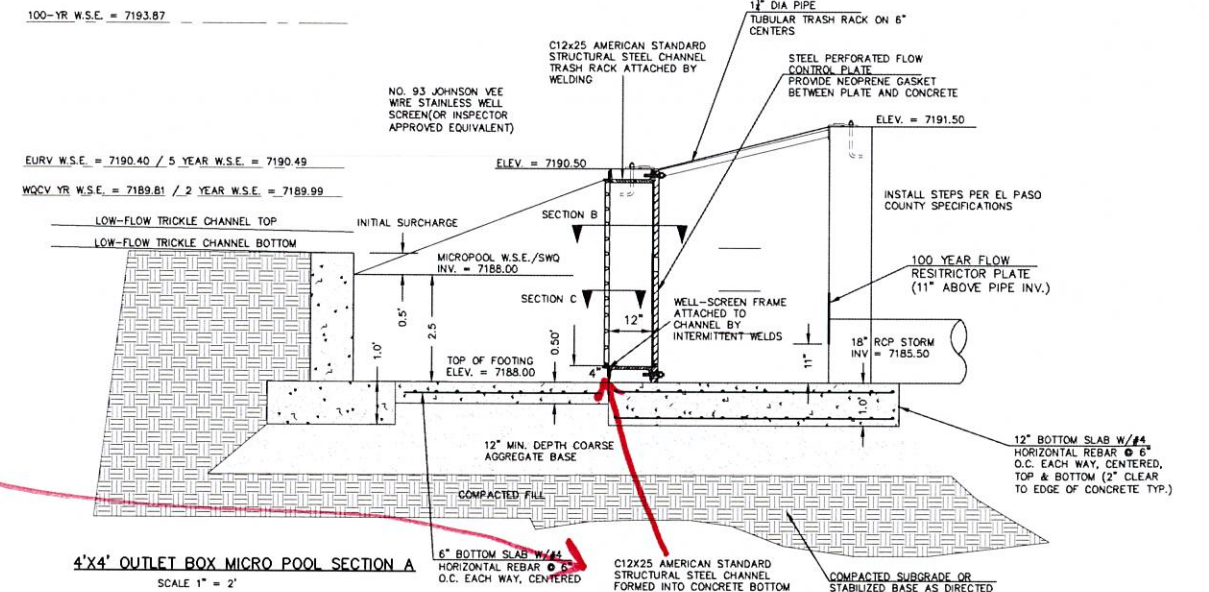 100-YR W.S.E. = 7193.87
1¼" DIA PIPE
TUBULAR TRASH RACK ON 6"
CENTERS
C12x25 AMERICAN STANDARD
STRUCTURAL STEEL CHANNEL
TRASH RACK ATTACHED BY
WELDING
STEEL PERFORATED FLOW
CONTROL PLATE
PROVIDE NEOPRENE GASKET
BETWEEN PLATE AND CONCRETE
NO. 93 JOHNSON VEE
WIRE STAINLESS WELL
SCREEN(OR INSPECTOR
APPROVED EQUIVALENT)
ELEV. = 7191.50
EURV W.S.E. = 7190.40 / 5 YEAR W.S.E. = 7190.49
ELEV. = 7190.50
WQCV YR W.S.E. = 7189.81 / 2 YEAR W.S.E. = 7189.99
INSTALL STEPS PER EL PASO
COUNTY SPECIFICATIONS
LOW-FLOW TRICKLE CHANNEL TOP
INITIAL SURCHARGE
SECTION B
LOW-FLOW TRICKLE CHANNEL BOTTOM
MICROPOOL W.S.E./SWQ
INV. = 7188.00
100 YEAR FLOW
RESITRICTOR PLATE
(11" ABOVE PIPE INV.)
SECTION C
WELL-SCREEN FRAME
ATTACHED TO
CHANNEL BY
INTERMITTENT WELDS
12"
0.5'
2.5
1.0'
0.50'
18" RCP STORM
INV = 7185.50
TOP OF FOOTING
ELEV. = 7188.00
4"
11"
1.0'
12" MIN. DEPTH COARSE
AGGREGATE BASE
12" BOTTOM SLAB W/#4
HORIZONTAL REBAR @ 6"
O.C. EACH WAY, CENTERED,
TOP & BOTTOM (2" CLEAR
TO EDGE OF CONCRETE TYP.)
COMPACTED FILL
4'X4' OUTLET BOX MICRO POOL SECTION A
SCALE 1" = 2'
6" BOTTOM SLAB W/#4
HORIZONTAL REBAR @ 6"
O.C. EACH WAY, CENTERED
C12X25 AMERICAN STANDARD
STRUCTURAL STEEL CHANNEL
FORMED INTO CONCRETE BOTTOM
COMPACTED SUBGRADE OR
STABILIZED BASE AS DIRECTED